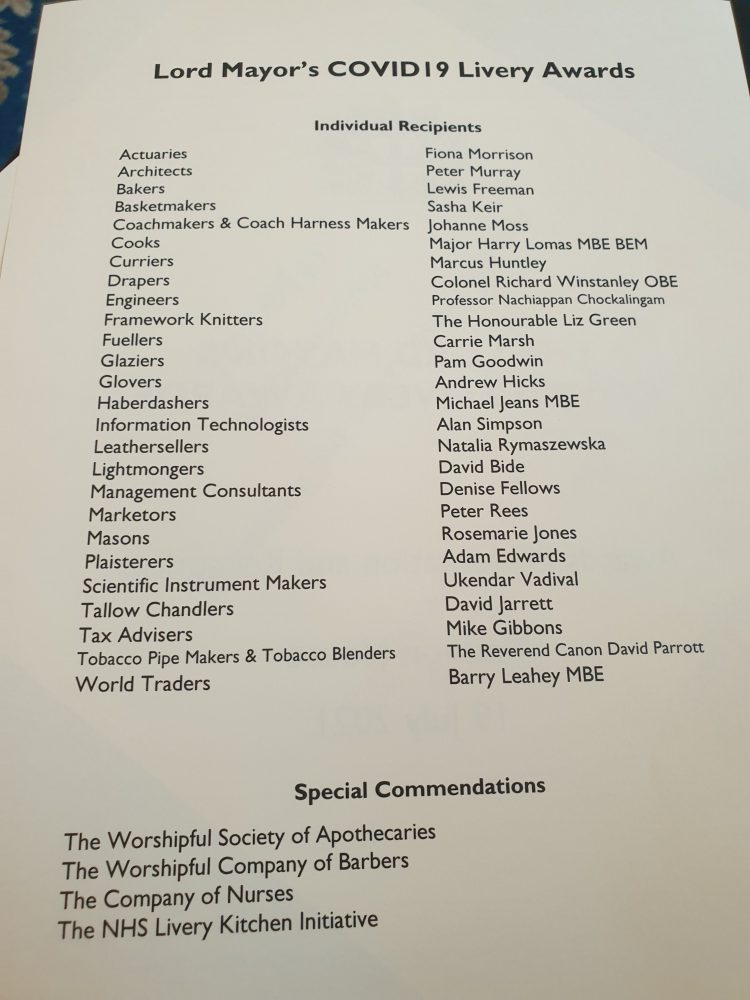 Lord Mayor's COVID19 Livery Awards
Individual Recipients
Actuaries Fiona Morrison
Architects Peter Murray
Bakers Lewis Freeman
Basketmakers Sasha Keir
Coachmakers & Coach Harness Makers Johanne Moss
Cooks Major Harry Lomas MBE BEM
Curriers Marcus Huntley
Drapers Colonel Richard Winstanley OBE
Engineers Professor Nachiappan Chockalingam
Framework Knitters The Honourable Liz Green
Fuellers Carrie Marsh
Glaziers Pam Goodwin
Glovers Andrew Hicks
Haberdashers Michael Jeans MBE
Information Technologists Alan Simpson
Leathersellers Natalia Rymaszewska
Lightmongers David Bide
Management Consultants Denise Fellows
Marketors Peter Rees
Masons Rosemarie Jones
Plaisterers Adam Edwards
Scientific Instrument Makers Ukendar Vadival
Tallow Chandlers David Jarrett
Tax Advisers Mike Gibbons
Tobacco Pipe Makers & Tobacco Blenders The Reverend Canon David Parrott
World Traders Barry Leahey MBE
Special Commendations
The Worshipful Society of Apothecaries
The Worshipful Company of Barbers
The Company of Nurses
The NHS Livery Kitchen Initiative